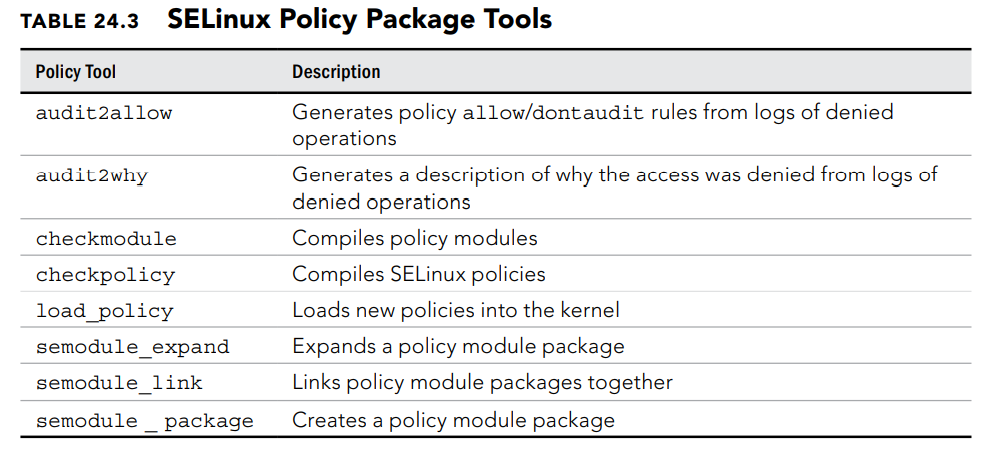 TABLE 24.3 SELinux Policy Package Tools
Policy Tool Description
audit2allow Generates policy allow/dontaudit rules from logs of denied
operations
audit2why Generates a description of why the access was denied from logs of
denied operations
checkmodule Compiles policy modules
checkpolicy Compiles SELinux policies
load_policy Loads new policies into the kernel
semodule_expand Expands a policy module package
semodule_link Links policy module packages together
semodule _ package Creates a policy module package